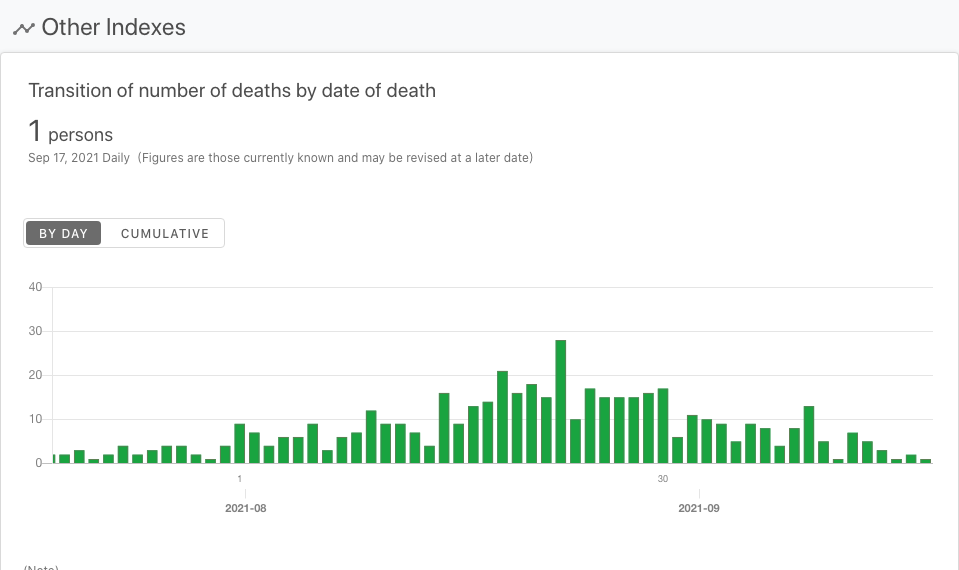 Other Indexes
Transition of number of deaths by date of death
1 persons
Sep 17, 2021 Daily (Figures are those currently known and may be revised at a later date)
BY DAY CUMULATIVE
40
30
20
10
0
1 30
2021-08 2021-09
(Note)